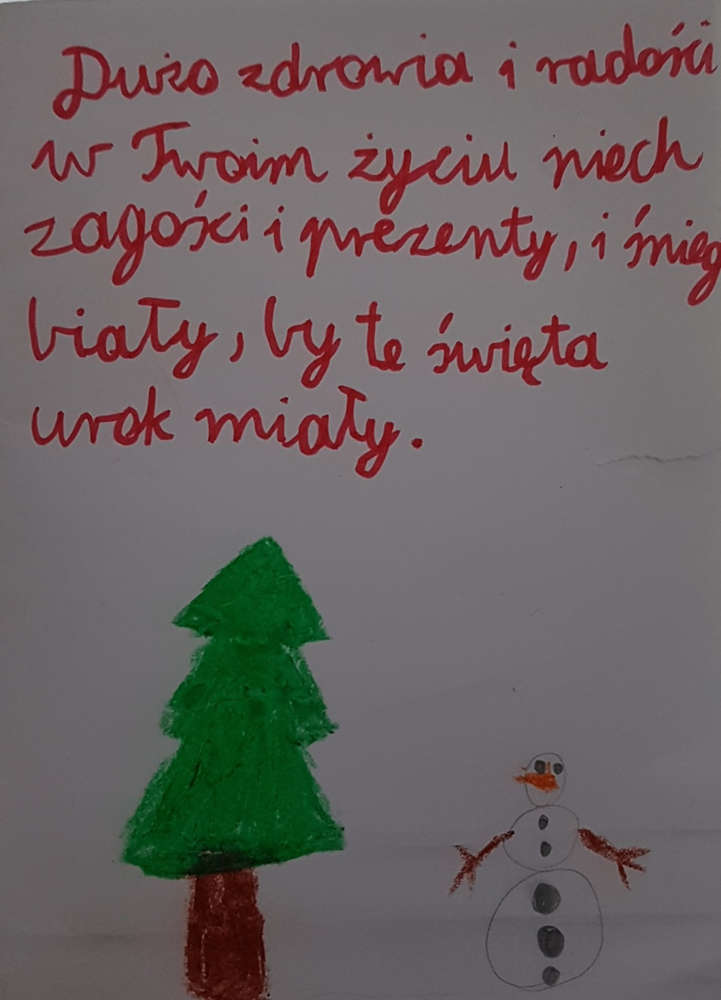 Dużo zdrowia i radości
w Twoim życiu niech
zagości i prezenty, i śnieg
biały, by te święta
urok miały.